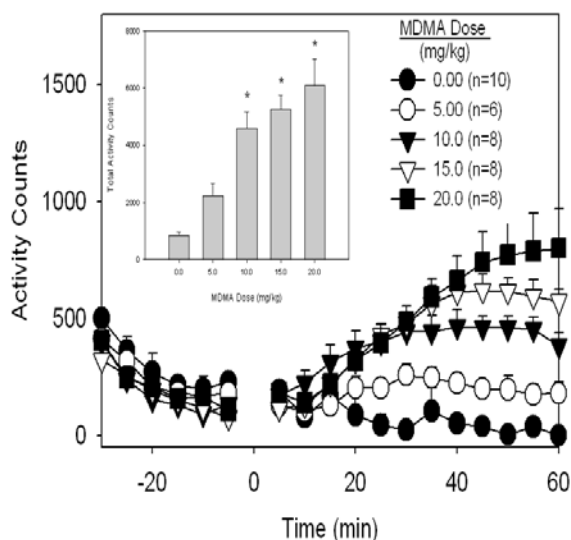 MDMA Dose
(mg/kg)
0.00 (n=10)
5.00 (n=6)
10.0 (n=8)
15.0 (n=8)
20.0 (n=8)
8000
6000
4000
2000
0
Total Activity Counts
* * *
0.0 5.0 10.0 15.0 20.0
MDMA Dose (mg/kg)
1500
1000
500
0
Activity Counts
-20 0 20 40 60
Time (min)